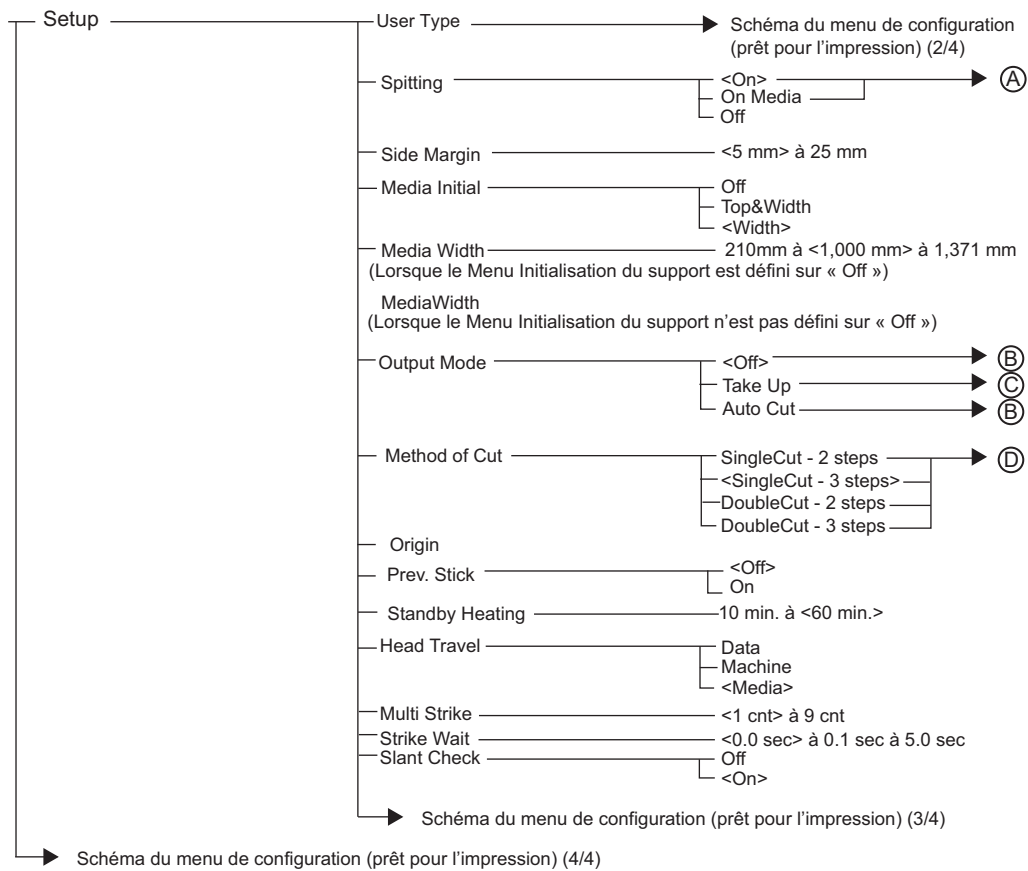 Setup
User Type
Schéma du menu de configuration
(prêt pour l'impression) (2/4)
Spitting
<On>
A
On Media
Off
Side Margin
<5 mm> à 25 mm
Media Initial
Off
Top&Width
<Width>
Media Width
210mm à <1,000 mm> à 1,371 mm
(Lorsque le Menu Initialisation du support est défini sur « Off »)
MediaWidth
(Lorsque le Menu Initialisation du support n'est pas défini sur « Off »)
Output Mode
<Off>
B
Take Up
C
Auto Cut
B
Method of Cut
SingleCut - 2 steps
D
<SingleCut - 3 steps>
DoubleCut - 2 steps
DoubleCut - 3 steps
Origin
Prev. Stick
<Off>
On
Standby Heating
10 min. à <60 min.>
Head Travel
Data
Machine
<Media>
Multi Strike
<1 cnt> à 9 cnt
Strike Wait
<0.0 sec> à 0.1 sec à 5.0 sec
Slant Check
Off
<On>
Schéma du menu de configuration (prêt pour l'impression) (3/4)
Schéma du menu de configuration (prêt pour l'impression) (4/4)